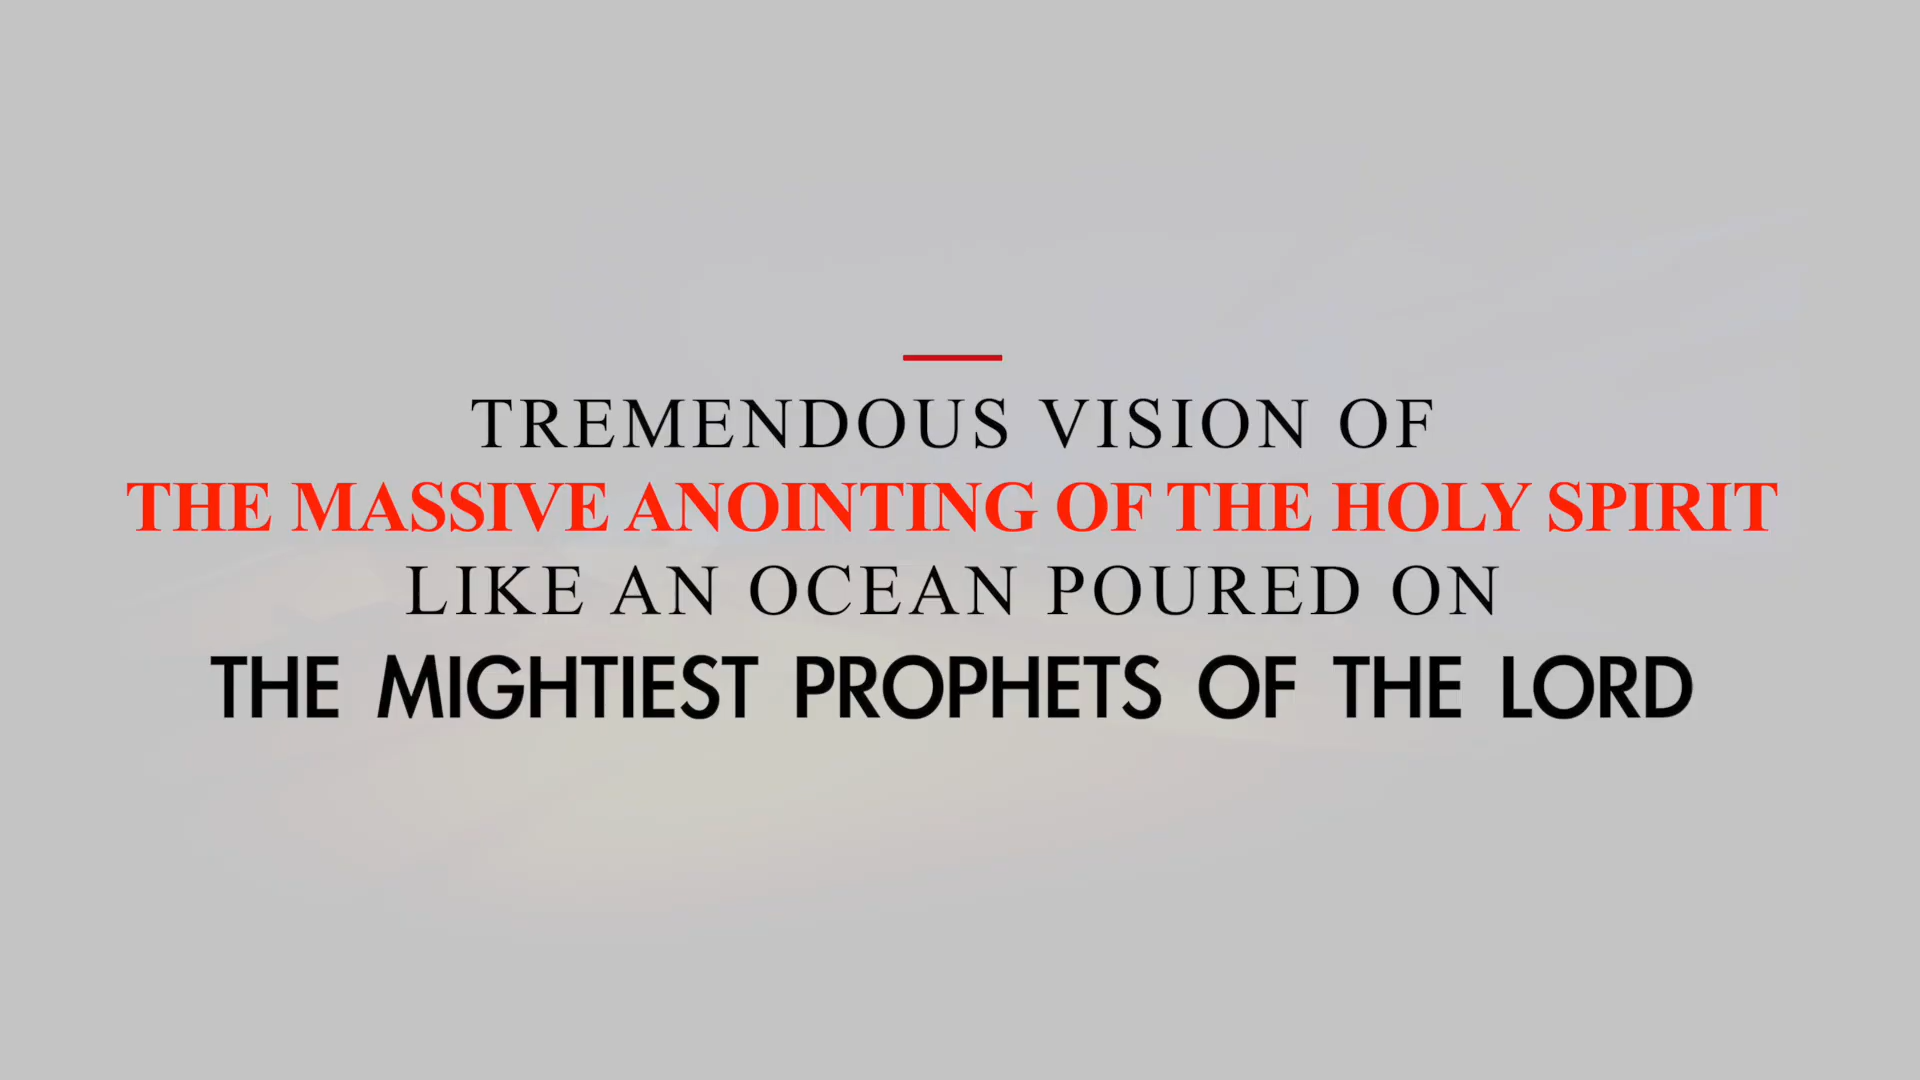 TREMENDOUS VISION OF
THE MASSIVE ANOINTING OF THE HOLY SPIRIT
LIKE AN OCEAN POURED ON
THE MIGHTIEST PROPHETS OF THE LORD